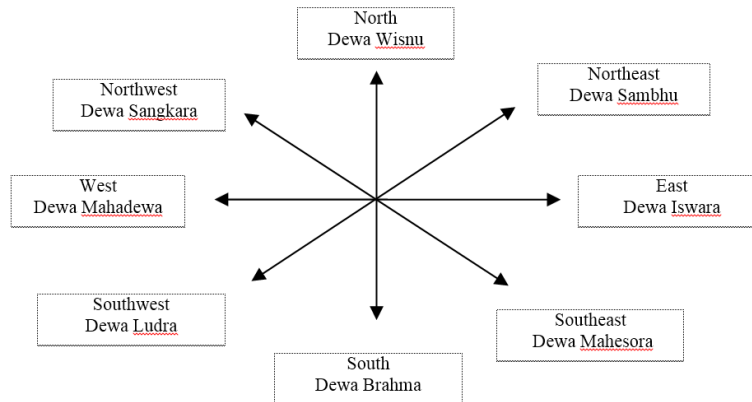 North
Dewa Wisnu
Northwest
Dewa Sangkara
Northeast
Dewa Sambhu
West
Dewa Mahadewa
East
Dewa Iswara
Southwest
Dewa Ludra
Southeast
Dewa Mahesora
South
Dewa Brahma